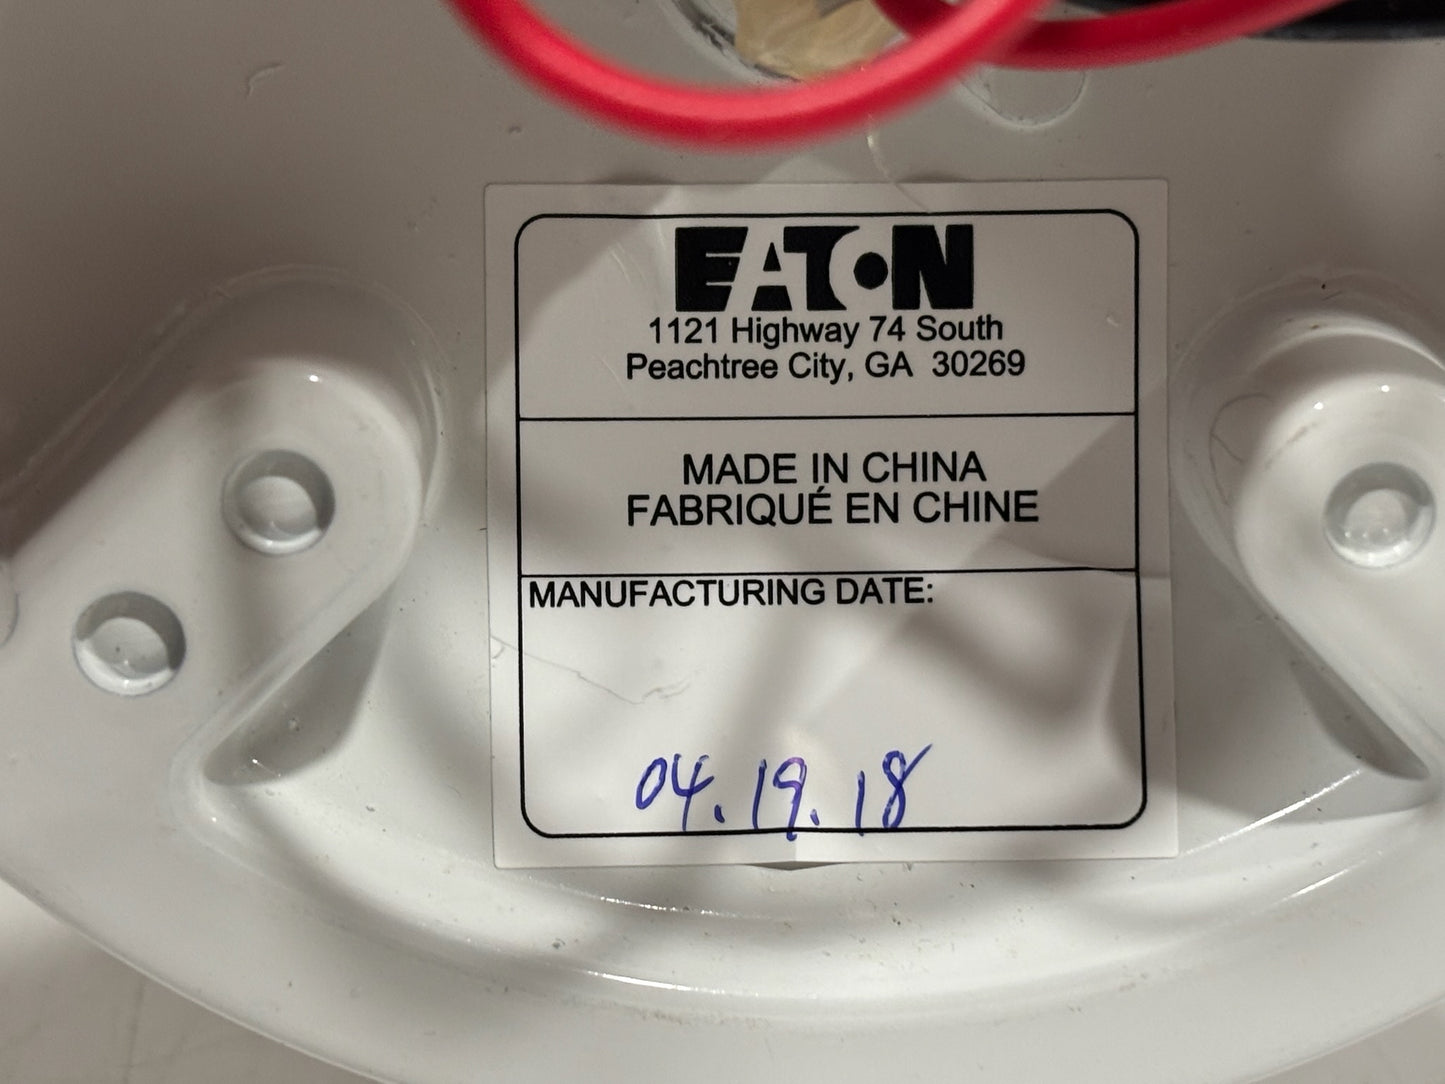 EATON
1121 Highway 74 South
Peachtree City, GA 30269
MADE IN CHINA
FABRIQUÉ EN CHINE
MANUFACTURING DATE:
04.19.18